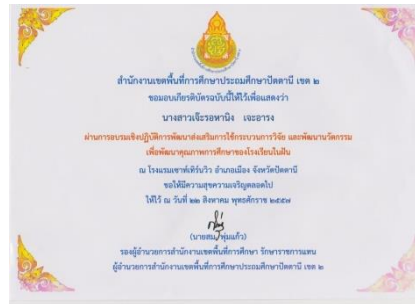 สำนักงานเขตพื้นที่การศึกษาประถมศึกษาปัตตานี เขต ๒
ขอมอบเกียรติบัตรฉบับนี้ให้ไว้เพื่อแสดงว่า
นางสาวเจ๊ะรอหานิง เจะอารง
ผ่านการอบรมเชิงปฏิบัติการพัฒนาส่งเสริมการใช้กระบวนการวิจัย และพัฒนานวัตกรรม
เพื่อพัฒนาคุณภาพการศึกษาของโรงเรียนในฝัน
ณ โรงแรมเซาท์เทิร์นวิว อำเภอเมือง จังหวัดปัตตานี
ขอให้มีความสุขความเจริญตลอดไป
ให้ไว้ ณ วันที่ ๒๒ สิงหาคม พุทธศักราช ๒๕๕๗
(นายสม พุ่มแก้ว)
รองผู้อำนวยการสำนักงานเขตพื้นที่การศึกษา รักษาราชการแทน
ผู้อำนวยการสำนักงานเขตพื้นที่การศึกษาประถมศึกษาปัตตานี เขต ๒